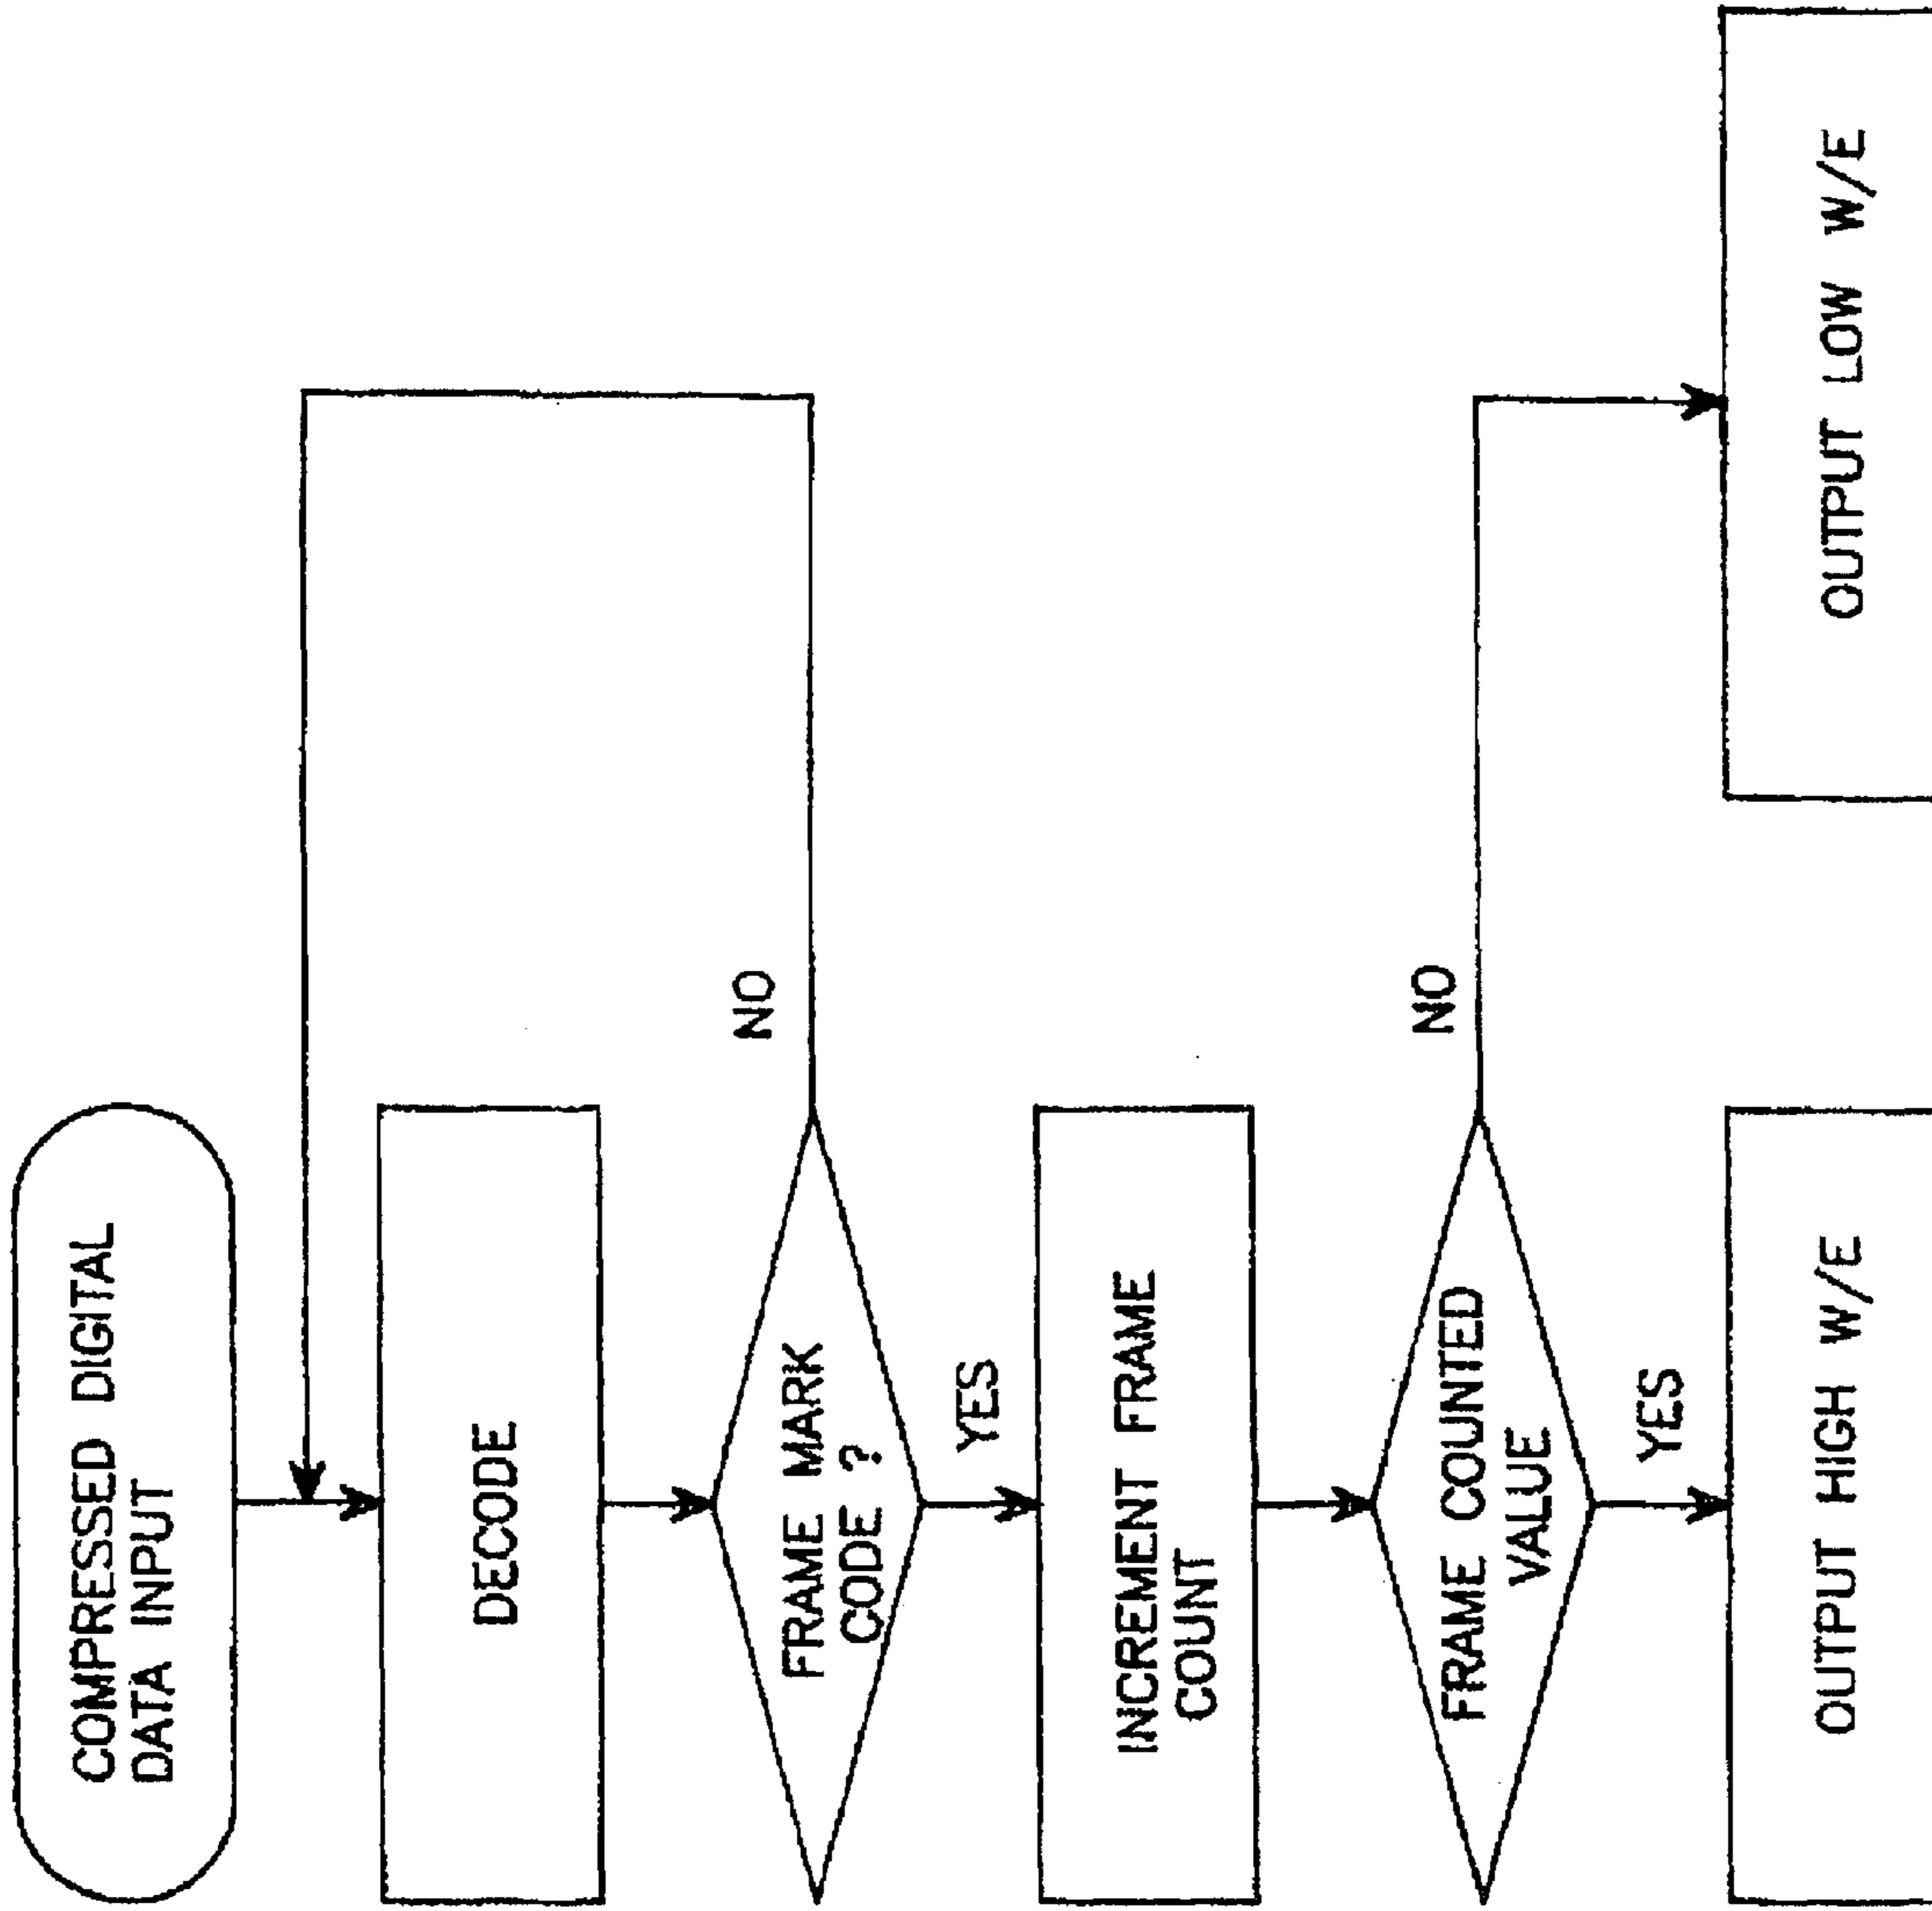 COMPRESSED DIGITAL
DATA INPUT
DECODE
FRAME MARK
CODE ?
NO
YES
INCREMENT FRAME
COUNT
FRAME COUNTED
VALUE
NO
YES
OUTPUT HIGH W/E
OUTPUT LOW W/E